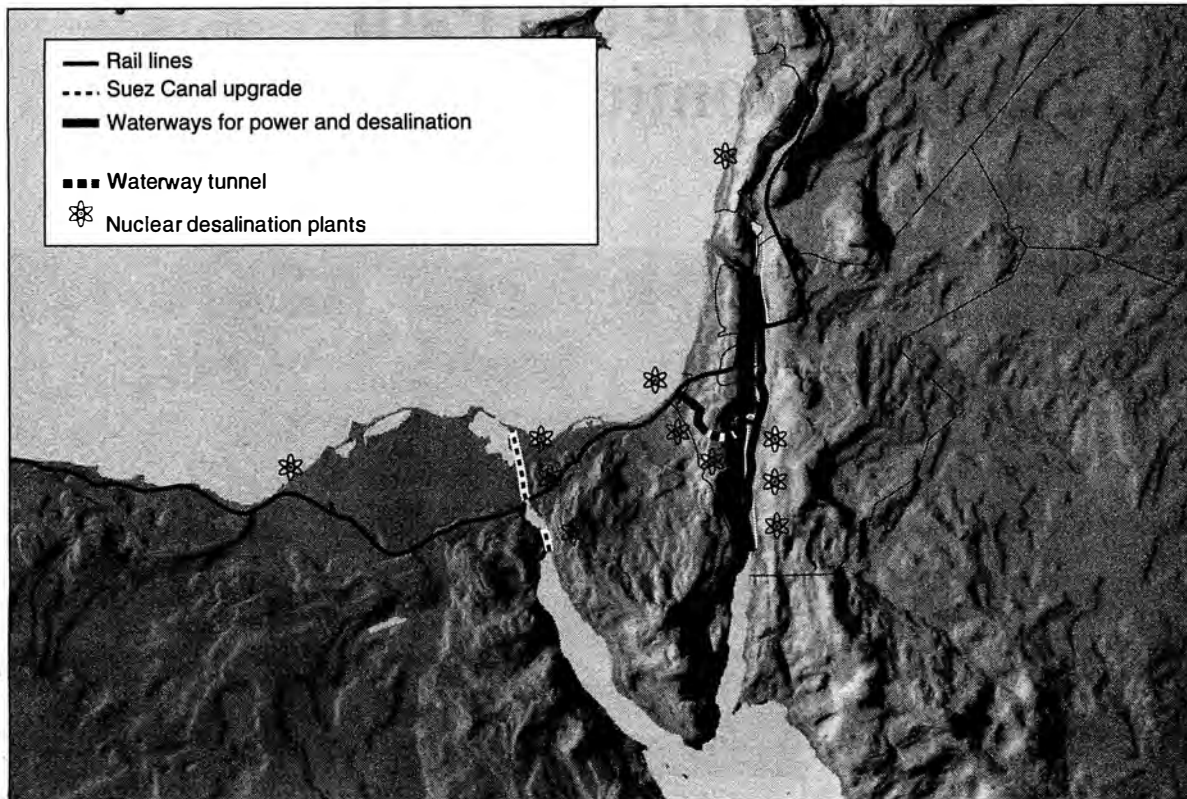 Rail lines
Suez Canal upgrade
Waterways for power and desalination
Waterway tunnel
Nuclear desalination plants